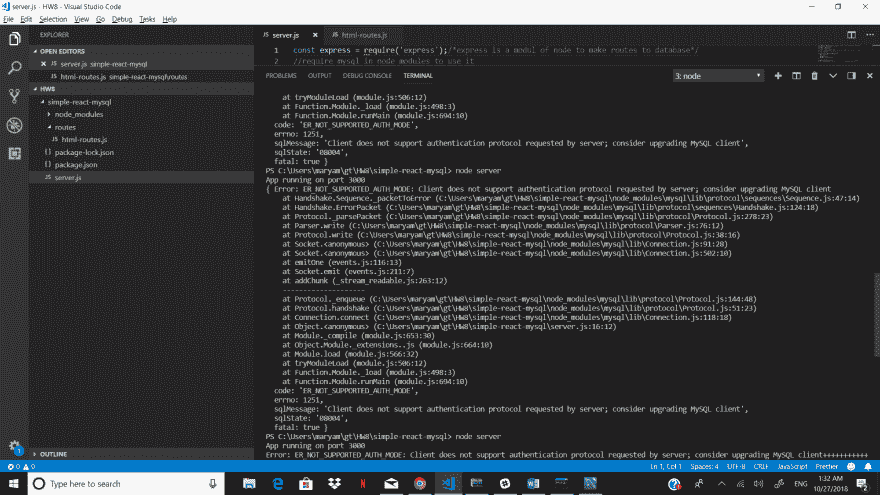 server.js - HW8 - Visual Studio Code
File Edit Selection View Go Debug Tasks Help
EXPLORER
OPEN EDITORS
server.js simple-react-mysql
html-routes.js simple-react-mysql\routes
HW8
simple-react-mysql
node_modules
routes
html-routes.js
package-lock.json
package.json
server.js
OUTLINE
server.js
html-routes.js
1 const express = require('express');/*express is a modul of node to make routes to database*/
2 //require mysql in node modules to use it
PROBLEMS OUTPUT DEBUG CONSOLE TERMINAL
3: node
at tryModuleLoad (module.js:506:12)
at Function.Module._load (module.js:498:3)
at Function.Module.runMain (module.js:694:10)
code: 'ER_NOT_SUPPORTED_AUTH_MODE',
errno: 1251,
sqlMessage: 'Client does not support authentication protocol requested by server; consider upgrading MySQL client',
sqlState: '08004',
fatal: true }
PS C:\Users\maryam\gt\HW8\simple-react-mysql> node server
App running on port 3000
{ Error: ER_NOT_SUPPORTED_AUTH_MODE: Client does not support authentication protocol requested by server; consider upgrading MySQL client
at Handshake.Sequence._packetToError (C:\Users\maryam\gt\HW8\simple-react-mysql\node_modules\mysql\lib\protocol\sequences\Sequence.js:47:14)
at Handshake.ErrorPacket (C:\Users\maryam\gt\HW8\simple-react-mysql\node_modules\mysql\lib\protocol\sequences\Handshake.js:124:18)
at Protocol._parsePacket (C:\Users\maryam\gt\HW8\simple-react-mysql\node_modules\mysql\lib\protocol\Protocol.js:278:23)
at Parser.write (C:\Users\maryam\gt\HW8\simple-react-mysql\node_modules\mysql\lib\protocol\Parser.js:76:12)
at Protocol.write (C:\Users\maryam\gt\HW8\simple-react-mysql\node_modules\mysql\lib\protocol\Protocol.js:38:16)
at Socket.<anonymous> (C:\Users\maryam\gt\HW8\simple-react-mysql\node_modules\mysql\lib\Connection.js:91:28)
at Socket.<anonymous> (C:\Users\maryam\gt\HW8\simple-react-mysql\node_modules\mysql\lib\Connection.js:502:10)
at emitOne (events.js:116:13)
at Socket.emit (events.js:211:7)
at addChunk (_stream_readable.js:263:12)
--------------------
at Protocol._enqueue (C:\Users\maryam\gt\HW8\simple-react-mysql\node_modules\mysql\lib\protocol\Protocol.js:144:48)
at Protocol.handshake (C:\Users\maryam\gt\HW8\simple-react-mysql\node_modules\mysql\lib\protocol\Protocol.js:51:23)
at Connection.connect (C:\Users\maryam\gt\HW8\simple-react-mysql\node_modules\mysql\lib\Connection.js:118:18)
at Object.<anonymous> (C:\Users\maryam\gt\HW8\simple-react-mysql\server.js:16:12)
at Module._compile (module.js:653:30)
at Object.Module._extensions..js (module.js:664:10)
at Module.load (module.js:566:32)
at tryModuleLoad (module.js:506:12)
at Function.Module._load (module.js:498:3)
at Function.Module.runMain (module.js:694:10)
code: 'ER_NOT_SUPPORTED_AUTH_MODE',
errno: 1251,
sqlMessage: 'Client does not support authentication protocol requested by server; consider upgrading MySQL client',
sqlState: '08004',
fatal: true }
PS C:\Users\maryam\gt\HW8\simple-react-mysql> node server
App running on port 3000
Error: ER_NOT_SUPPORTED_AUTH_MODE: Client does not support authentication protocol requested by server; consider upgrading MySQL client+++++++++++
0 0
Ln 1, Col 1 Spaces: 4 UTF-8 CRLF JavaScript Prettier
Type here to search
ENG
1:32 AM
10/27/2018